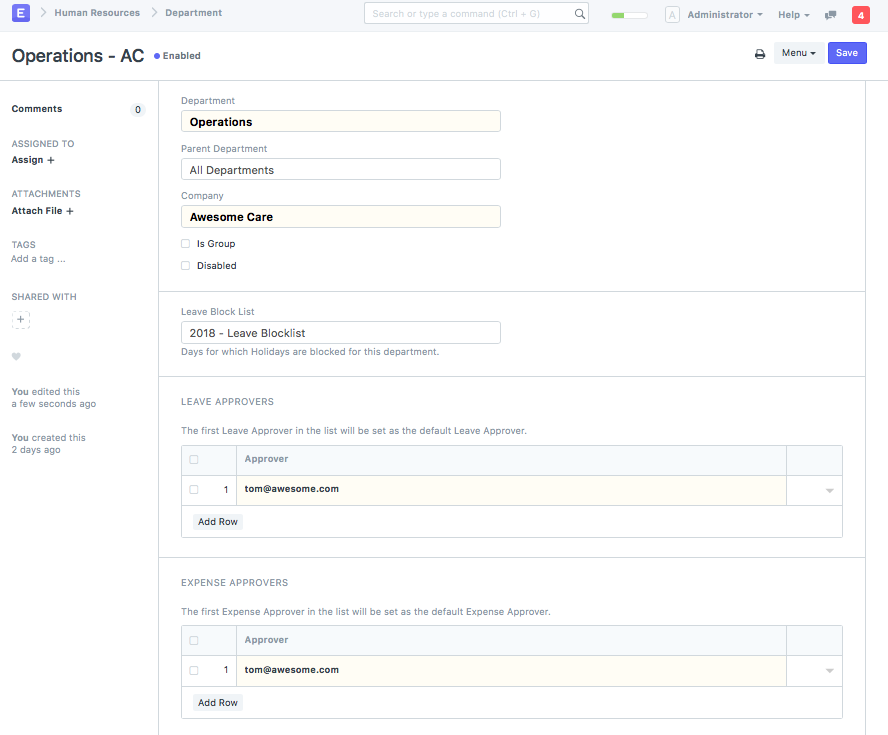 E Human Resources Department Search or type a command (Ctrl + G) A Administrator Help 4
Operations - AC Enabled Menu Save
Comments 0
ASSIGNED TO
Assign +
ATTACHMENTS
Attach File +
TAGS
Add a tag ...
SHARED WITH
+
You edited this
a few seconds ago
You created this
2 days ago
Department
Operations
Parent Department
All Departments
Company
Awesome Care
Is Group
Disabled
Leave Block List
2018 - Leave Blocklist
Days for which Holidays are blocked for this department.
LEAVE APPROVERS
The first Leave Approver in the list will be set as the default Leave Approver.
Approver
1 tom@awesome.com
Add Row
EXPENSE APPROVERS
The first Expense Approver in the list will be set as the default Expense Approver.
Approver
1 tom@awesome.com
Add Row